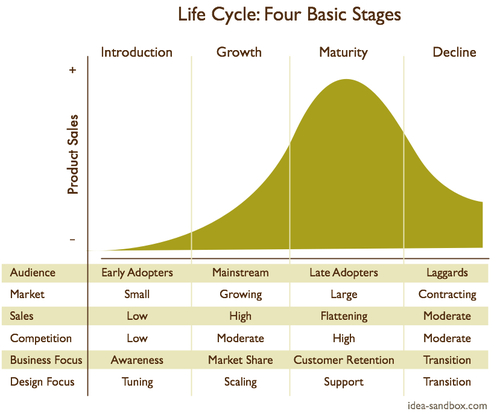 Life Cycle: Four Basic Stages
Introduction Growth Maturity Decline
+
Product Sales
–
Audience Early Adopters Mainstream Late Adopters Laggards
Market Small Growing Large Contracting
Sales Low High Flattening Moderate
Competition Low Moderate High Moderate
Business Focus Awareness Market Share Customer Retention Transition
Design Focus Tuning Scaling Support Transition
idea-sandbox.com